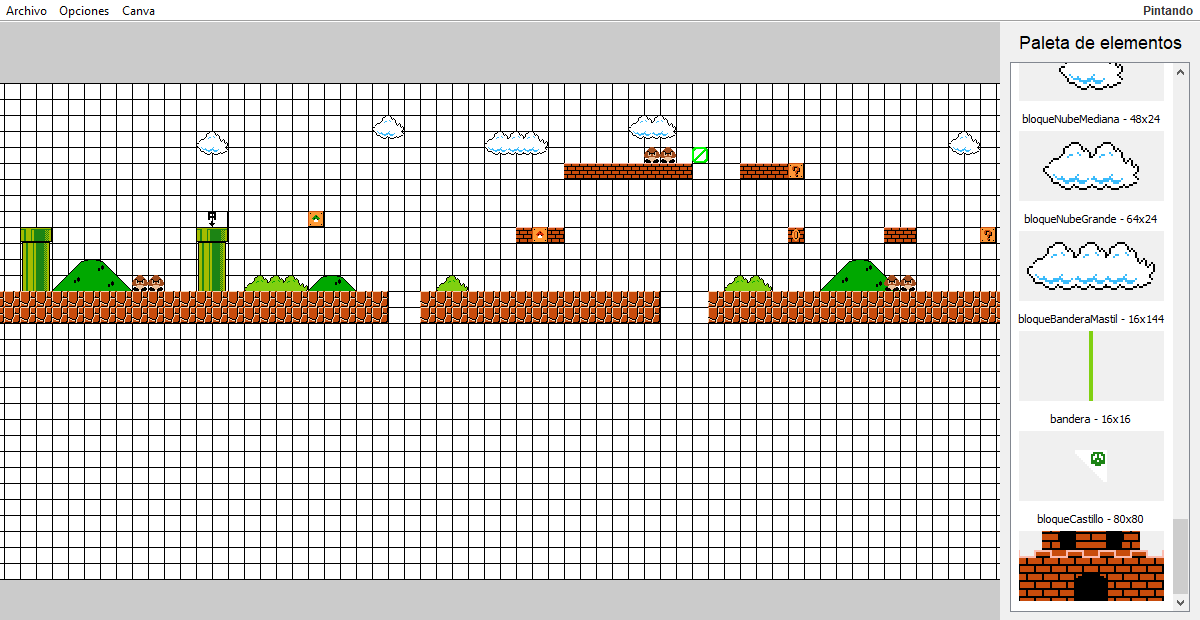 Archivo Opciones Canva Pintando
Paleta de elementos
bloqueNubeMediana - 48x24
bloqueNubeGrande - 64x24
bloqueBanderaMastil - 16x144
bandera - 16x16
bloqueCastillo - 80x80
?
?